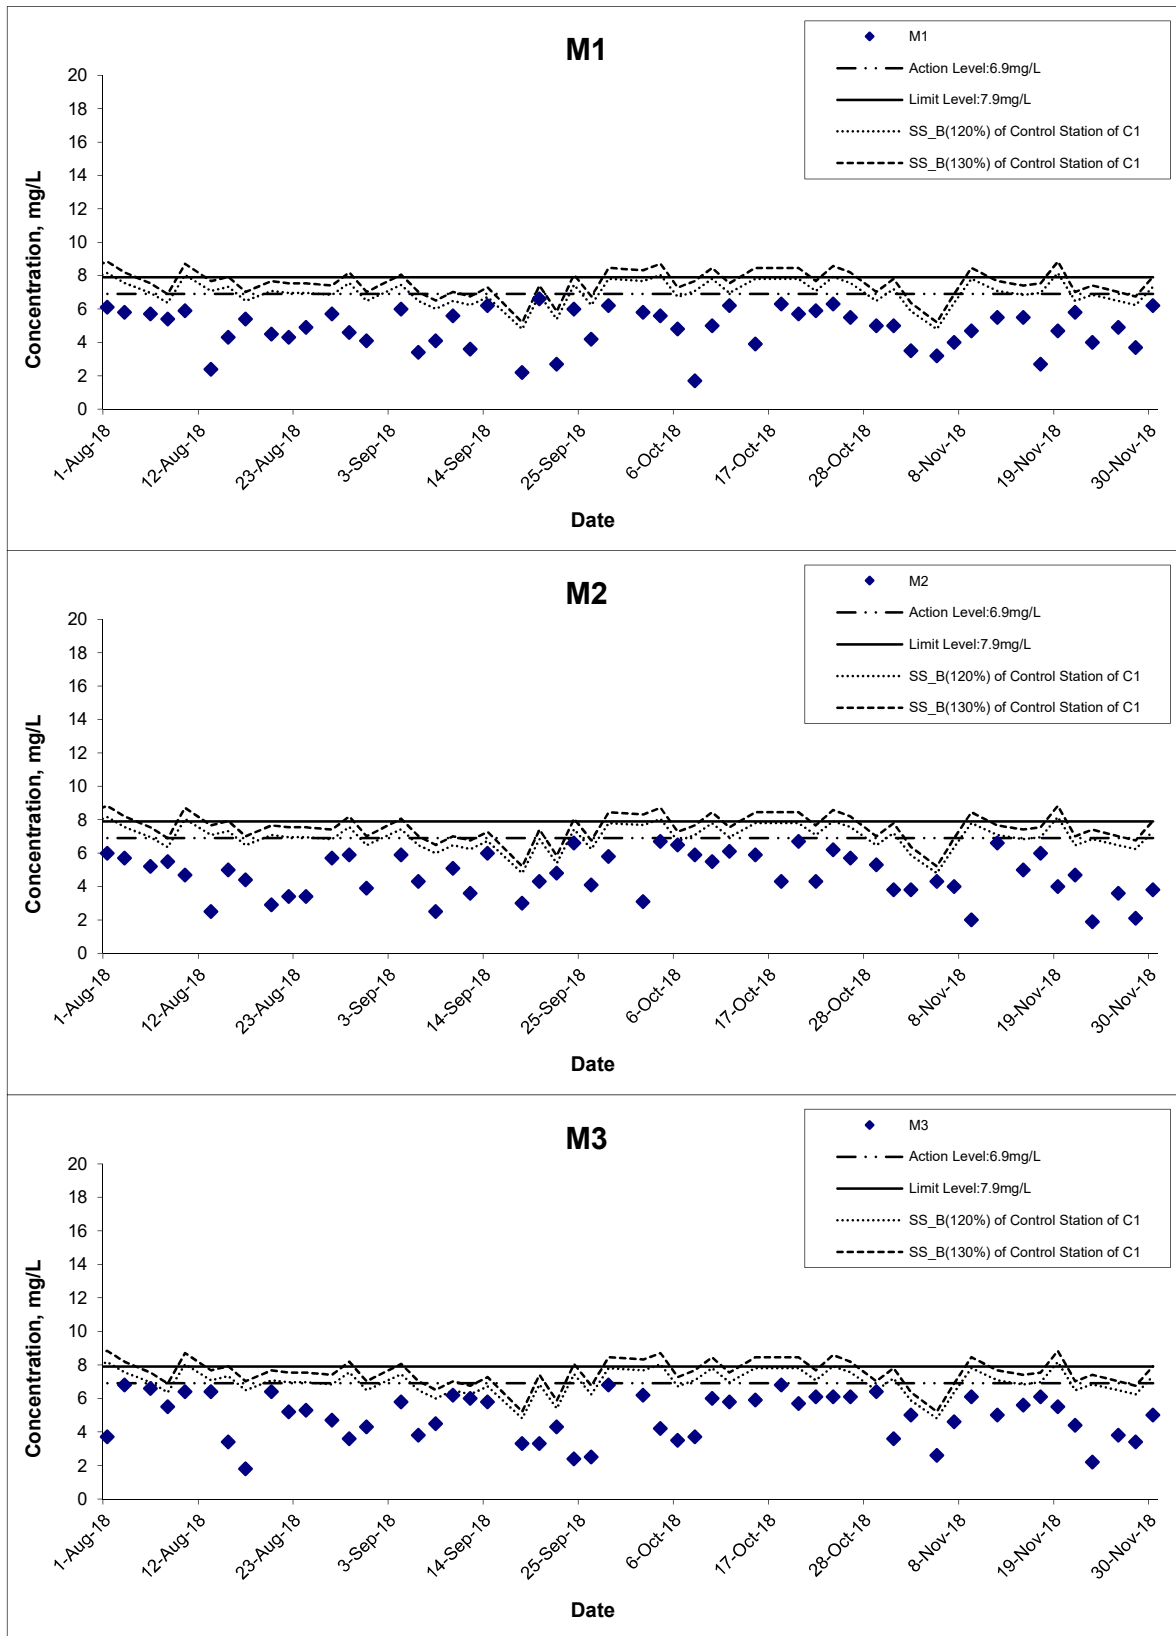 M1
M1
Action Level:6.9mg/L
Limit Level:7.9mg/L
SS_B(120%) of Control Station of C1
SS_B(130%) of Control Station of C1
Concentration, mg/L
20
18
16
14
12
10
8
6
4
2
0
1-Aug-18
12-Aug-18
23-Aug-18
3-Sep-18
14-Sep-18
25-Sep-18
6-Oct-18
17-Oct-18
28-Oct-18
8-Nov-18
19-Nov-18
30-Nov-18
Date
M2
M2
Action Level:6.9mg/L
Limit Level:7.9mg/L
SS_B(120%) of Control Station of C1
SS_B(130%) of Control Station of C1
Concentration, mg/L
20
18
16
14
12
10
8
6
4
2
0
1-Aug-18
12-Aug-18
23-Aug-18
3-Sep-18
14-Sep-18
25-Sep-18
6-Oct-18
17-Oct-18
28-Oct-18
8-Nov-18
19-Nov-18
30-Nov-18
Date
M3
M3
Action Level:6.9mg/L
Limit Level:7.9mg/L
SS_B(120%) of Control Station of C1
SS_B(130%) of Control Station of C1
Concentration, mg/L
20
18
16
14
12
10
8
6
4
2
0
1-Aug-18
12-Aug-18
23-Aug-18
3-Sep-18
14-Sep-18
25-Sep-18
6-Oct-18
17-Oct-18
28-Oct-18
8-Nov-18
19-Nov-18
30-Nov-18
Date